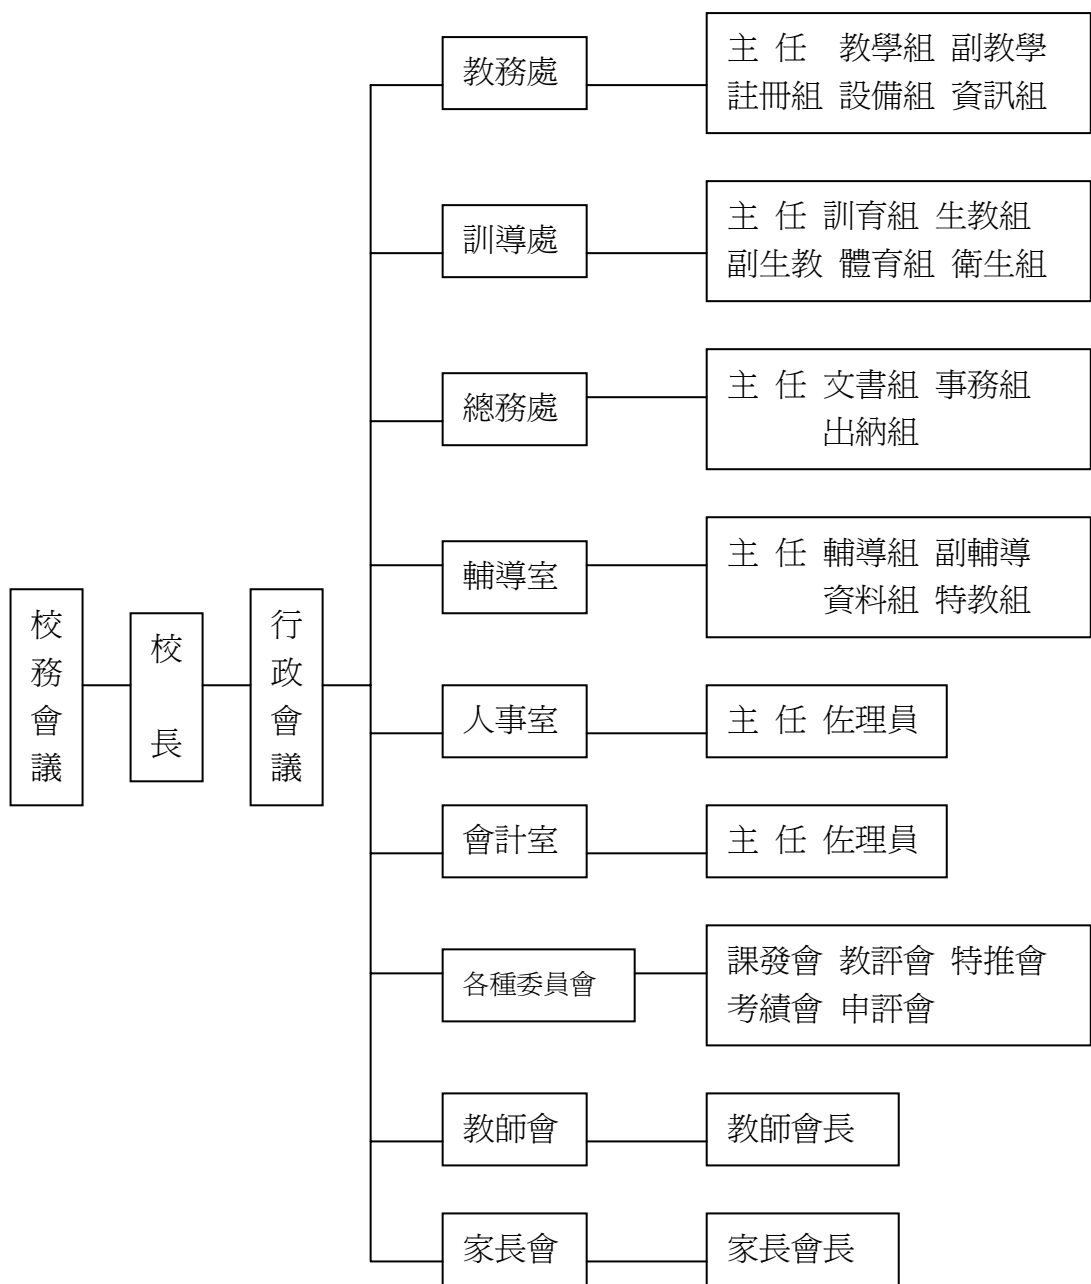 教務處
主 任 教學組 副教學
註冊組 設備組 資訊組
訓導處
主 任 訓育組 生教組
副生教 體育組 衛生組
總務處
主 任 文書組 事務組
出納組
輔導室
主 任 輔導組 副輔導
資料組 特教組
校務會議
校長
行政會議
人事室
主 任 佐理員
會計室
主 任 佐理員
各種委員會
課發會 教評會 特推會
考績會 申評會
教師會
教師會長
家長會
家長會長